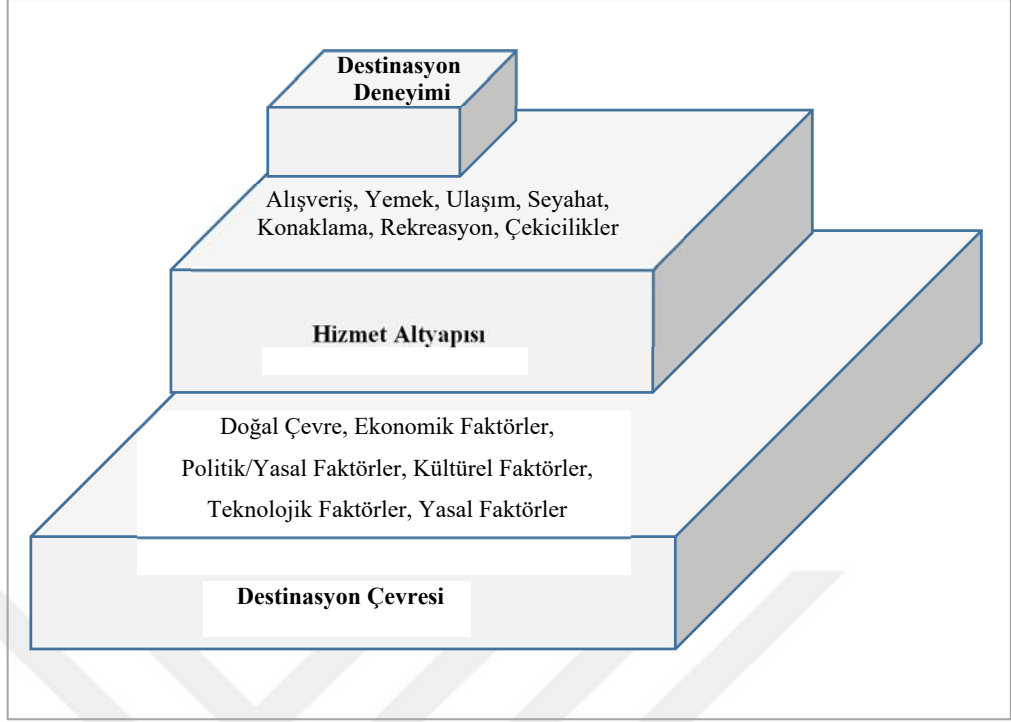 Destinasyon
Deneyimi
Alışveriş, Yemek, Ulaşım, Seyahat,
Konaklama, Rekreasyon, Çekicilikler
Hizmet Altyapısı
Doğal Çevre, Ekonomik Faktörler,
Politik/Yasal Faktörler, Kültürel Faktörler,
Teknolojik Faktörler, Yasal Faktörler
Destinasyon Çevresi